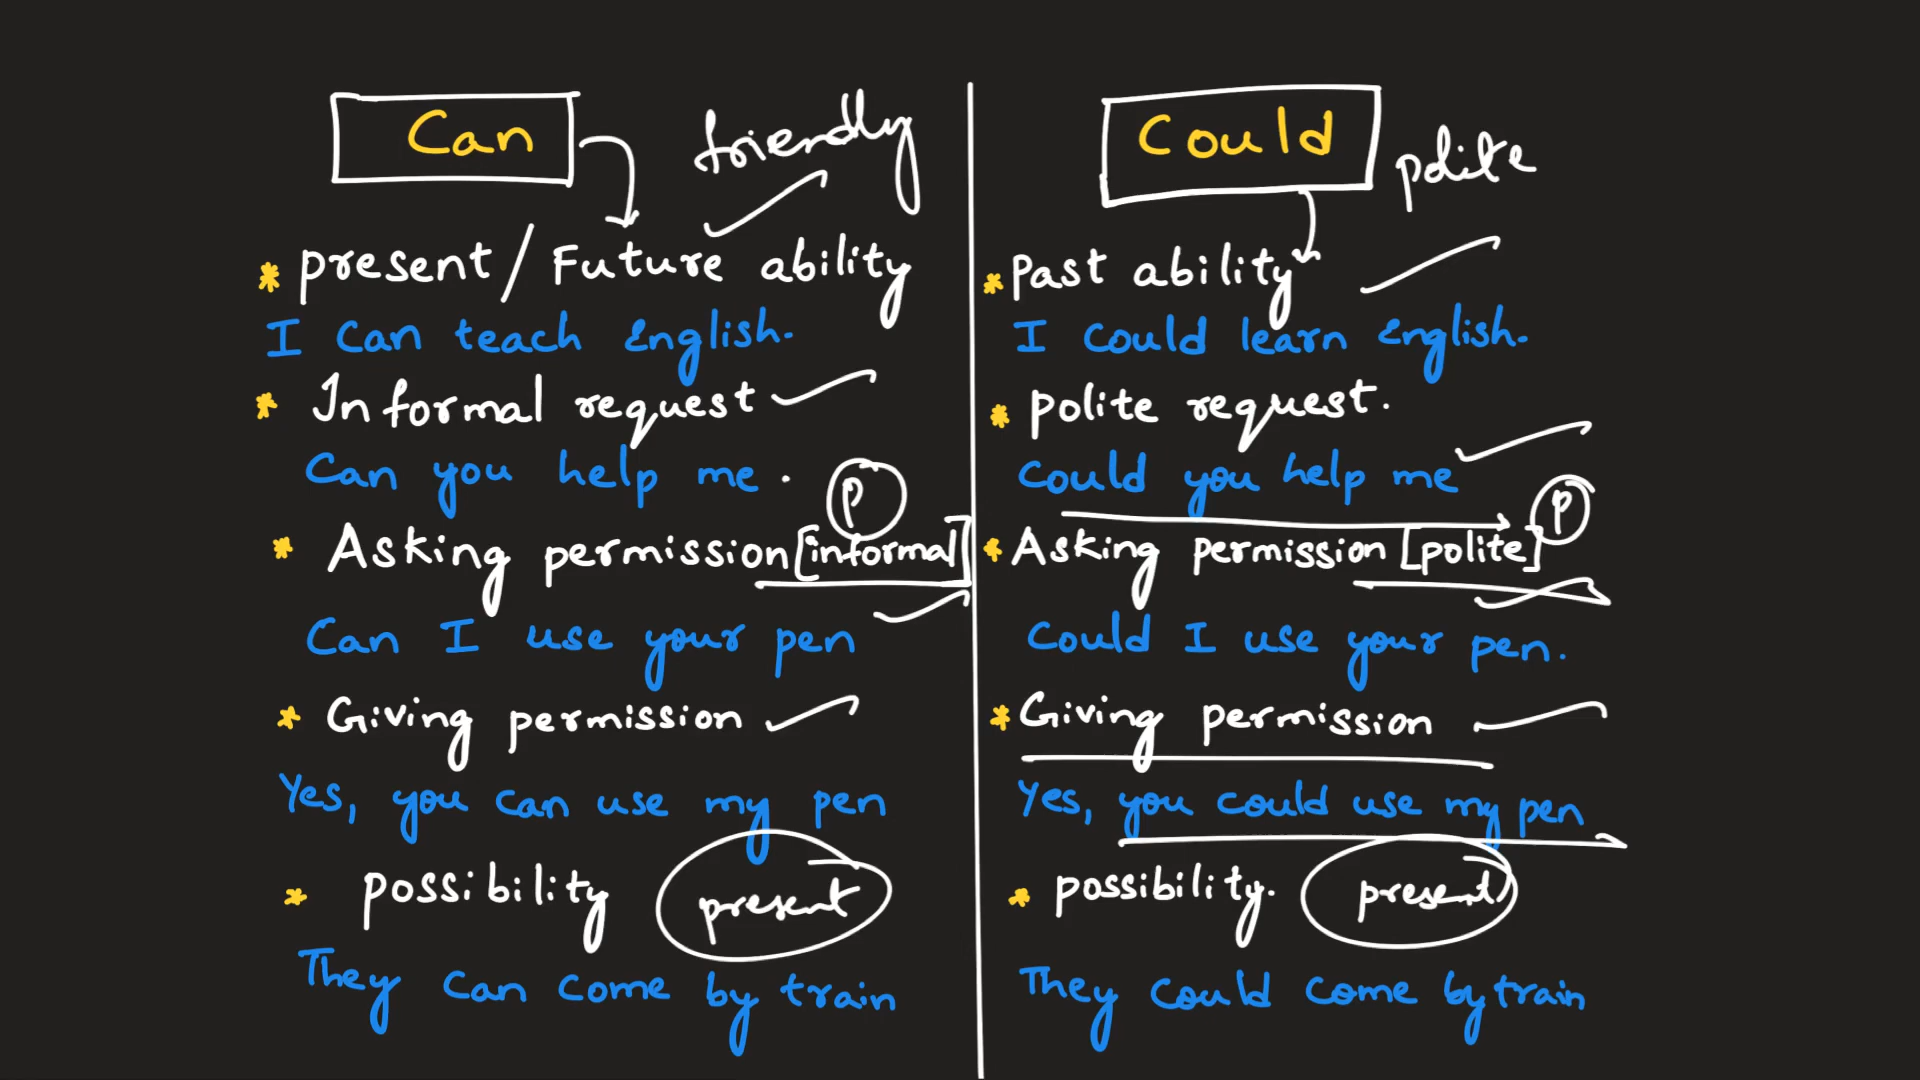 Can
friendly
* present / Future ability
I Can teach English.
* Informal request
Can you help me.
P
* Asking permission [informal]
Can I use your pen
* Giving permission
Yes, you can use my pen
* possibility present
They can come by train
Could
polite
* Past ability
I Could learn English.
* polite request.
Could you help me
P
* Asking permission [polite]
Could I use your pen.
* Giving permission
Yes, you could use my pen
* possibility. present
They could come by train